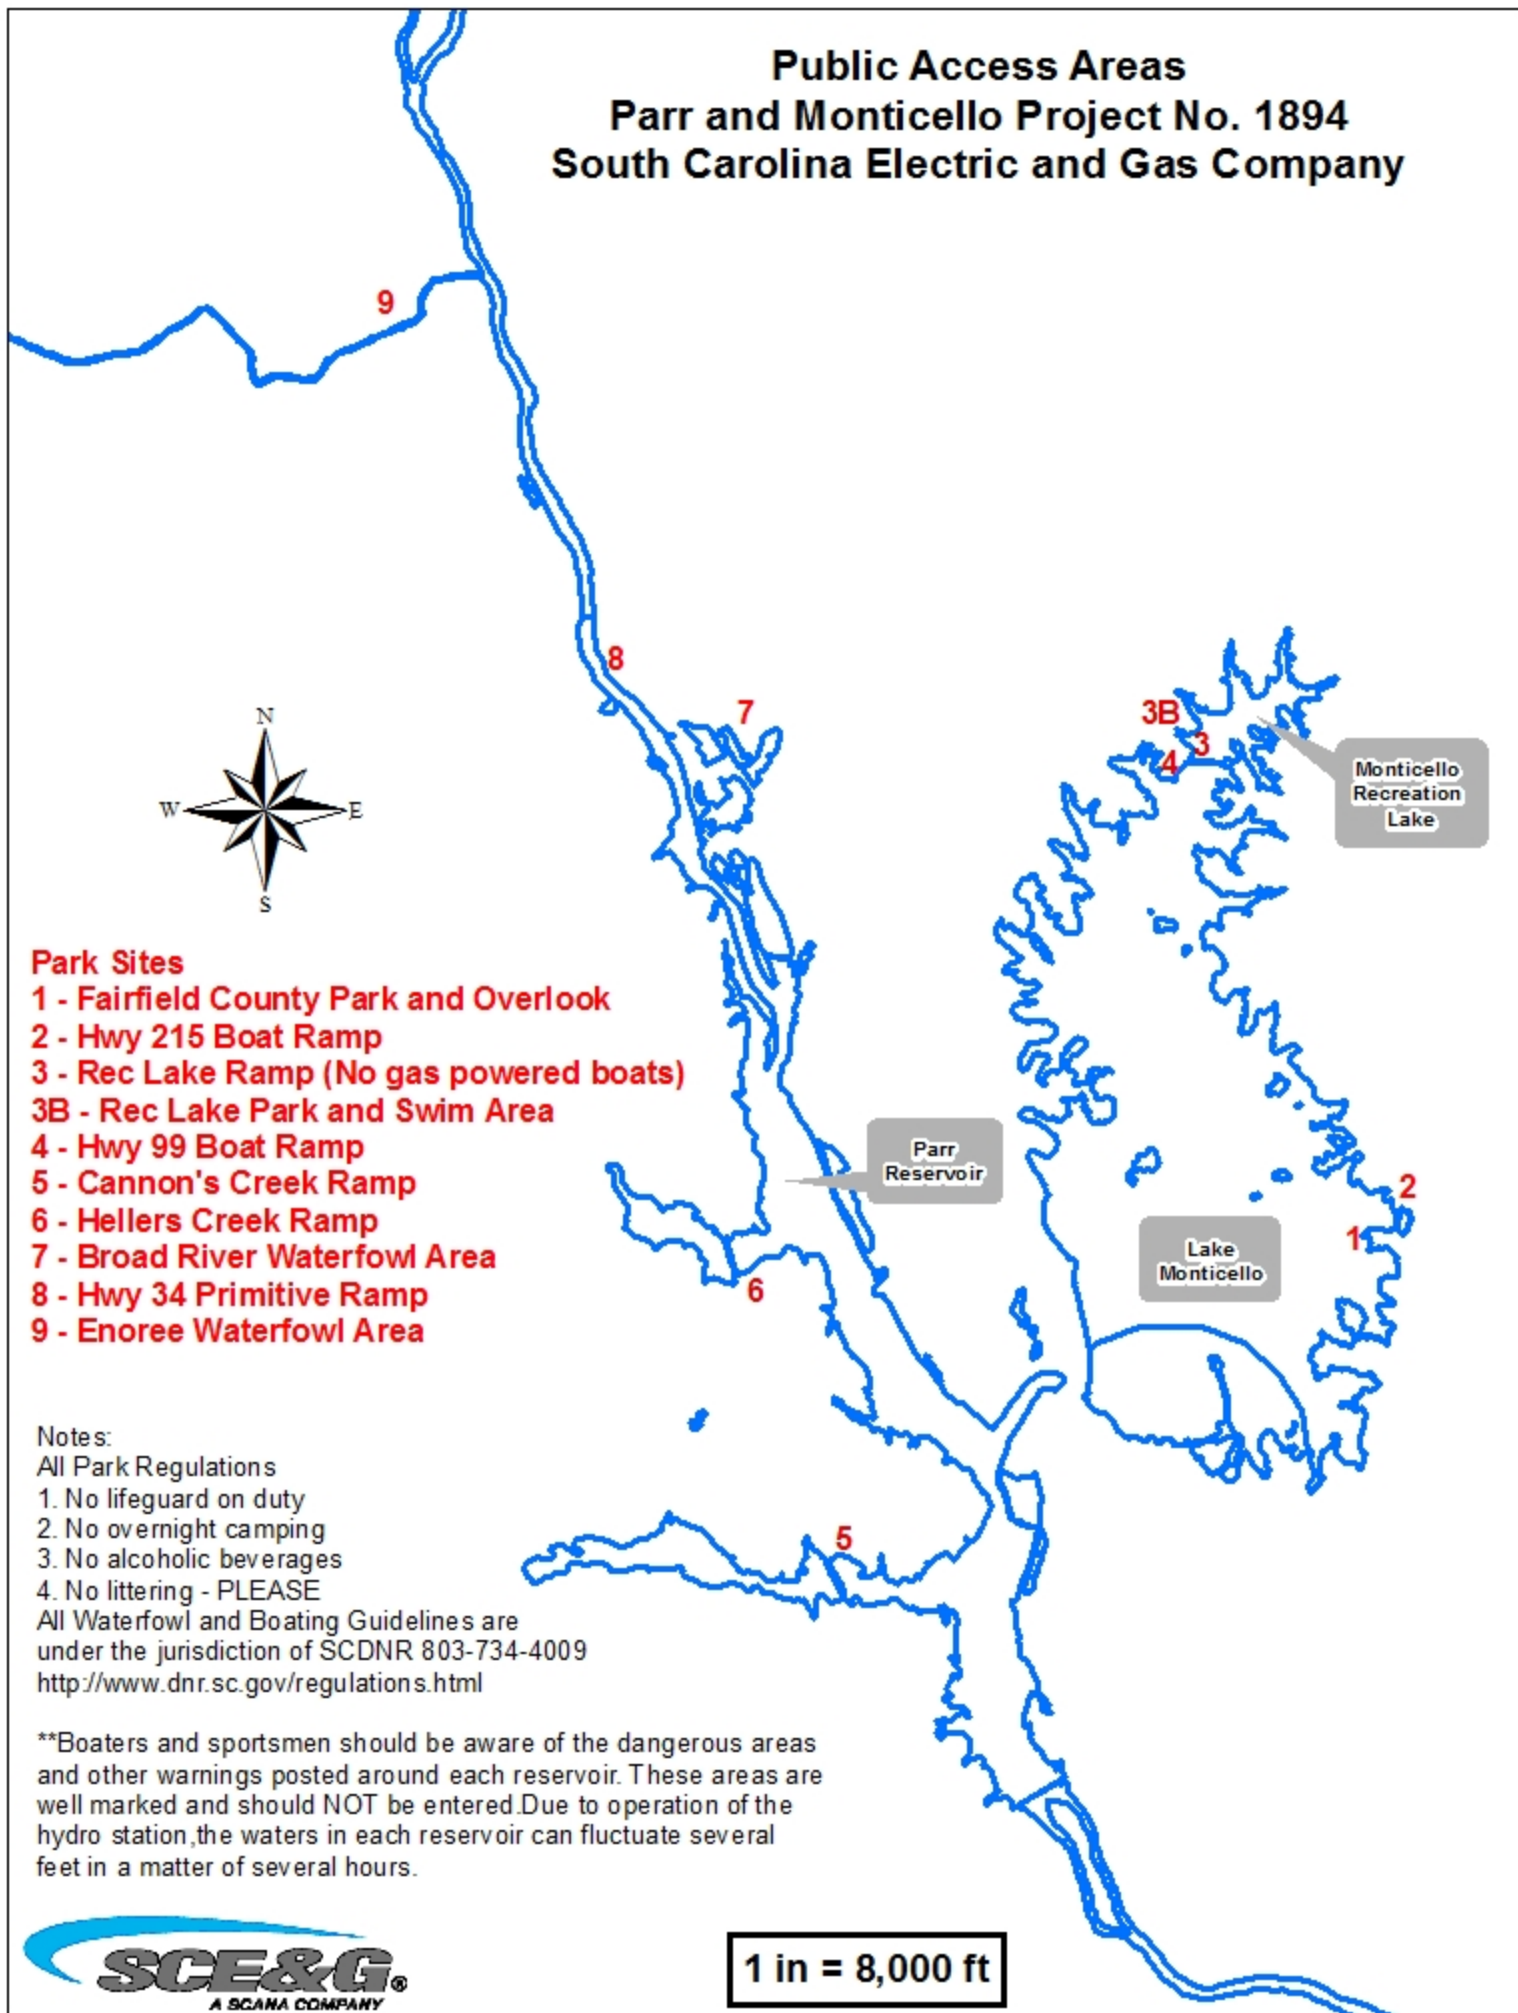 Public Access Areas
Parr and Monticello Project No. 1894
South Carolina Electric and Gas Company
9
8
7
3B
3
4
Monticello
Recreation
Lake
N
W
E
S
Park Sites
1 - Fairfield County Park and Overlook
2 - Hwy 215 Boat Ramp
3 - Rec Lake Ramp (No gas powered boats)
3B - Rec Lake Park and Swim Area
4 - Hwy 99 Boat Ramp
5 - Cannon's Creek Ramp
6 - Hellers Creek Ramp
7 - Broad River Waterfowl Area
8 - Hwy 34 Primitive Ramp
9 - Enoree Waterfowl Area
Parr
Reservoir
2
1
Lake
Monticello
6
5
Notes:
All Park Regulations
1. No lifeguard on duty
2. No overnight camping
3. No alcoholic beverages
4. No littering - PLEASE
All Waterfowl and Boating Guidelines are
under the jurisdiction of SCDNR 803-734-4009
http://www.dnr.sc.gov/regulations.html
**Boaters and sportsmen should be aware of the dangerous areas
and other warnings posted around each reservoir. These areas are
well marked and should NOT be entered.Due to operation of the
hydro station,the waters in each reservoir can fluctuate several
feet in a matter of several hours.
SCE&G®
A SCANA COMPANY
1 in = 8,000 ft